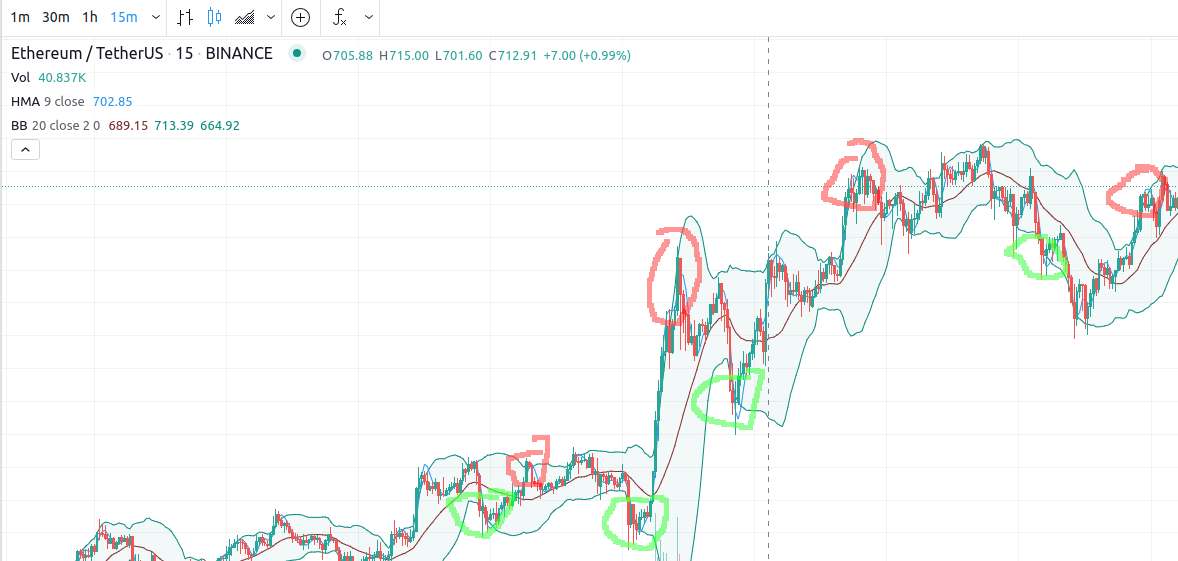 1m 30m 1h 15m
Ethereum / TetherUS · 15 · BINANCE O705.88 H715.00 L701.60 C712.91 +7.00 (+0.99%)
Vol 40.837K
HMA 9 close 702.85
BB 20 close 2 0 689.15 713.39 664.92